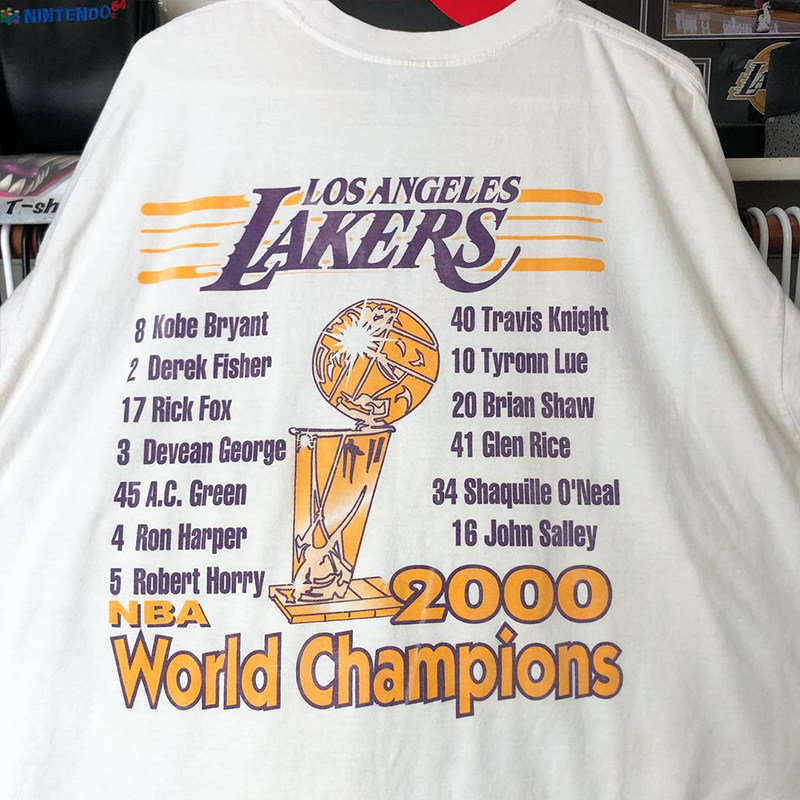 NINTENDO 64
T-sh
LOS ANGELES
LAKERS
8 Kobe Bryant
2 Derek Fisher
17 Rick Fox
3 Devean George
45 A.C. Green
4 Ron Harper
5 Robert Horry
40 Travis Knight
10 Tyronn Lue
20 Brian Shaw
41 Glen Rice
34 Shaquille O'Neal
16 John Salley
NBA 2000
World Champions